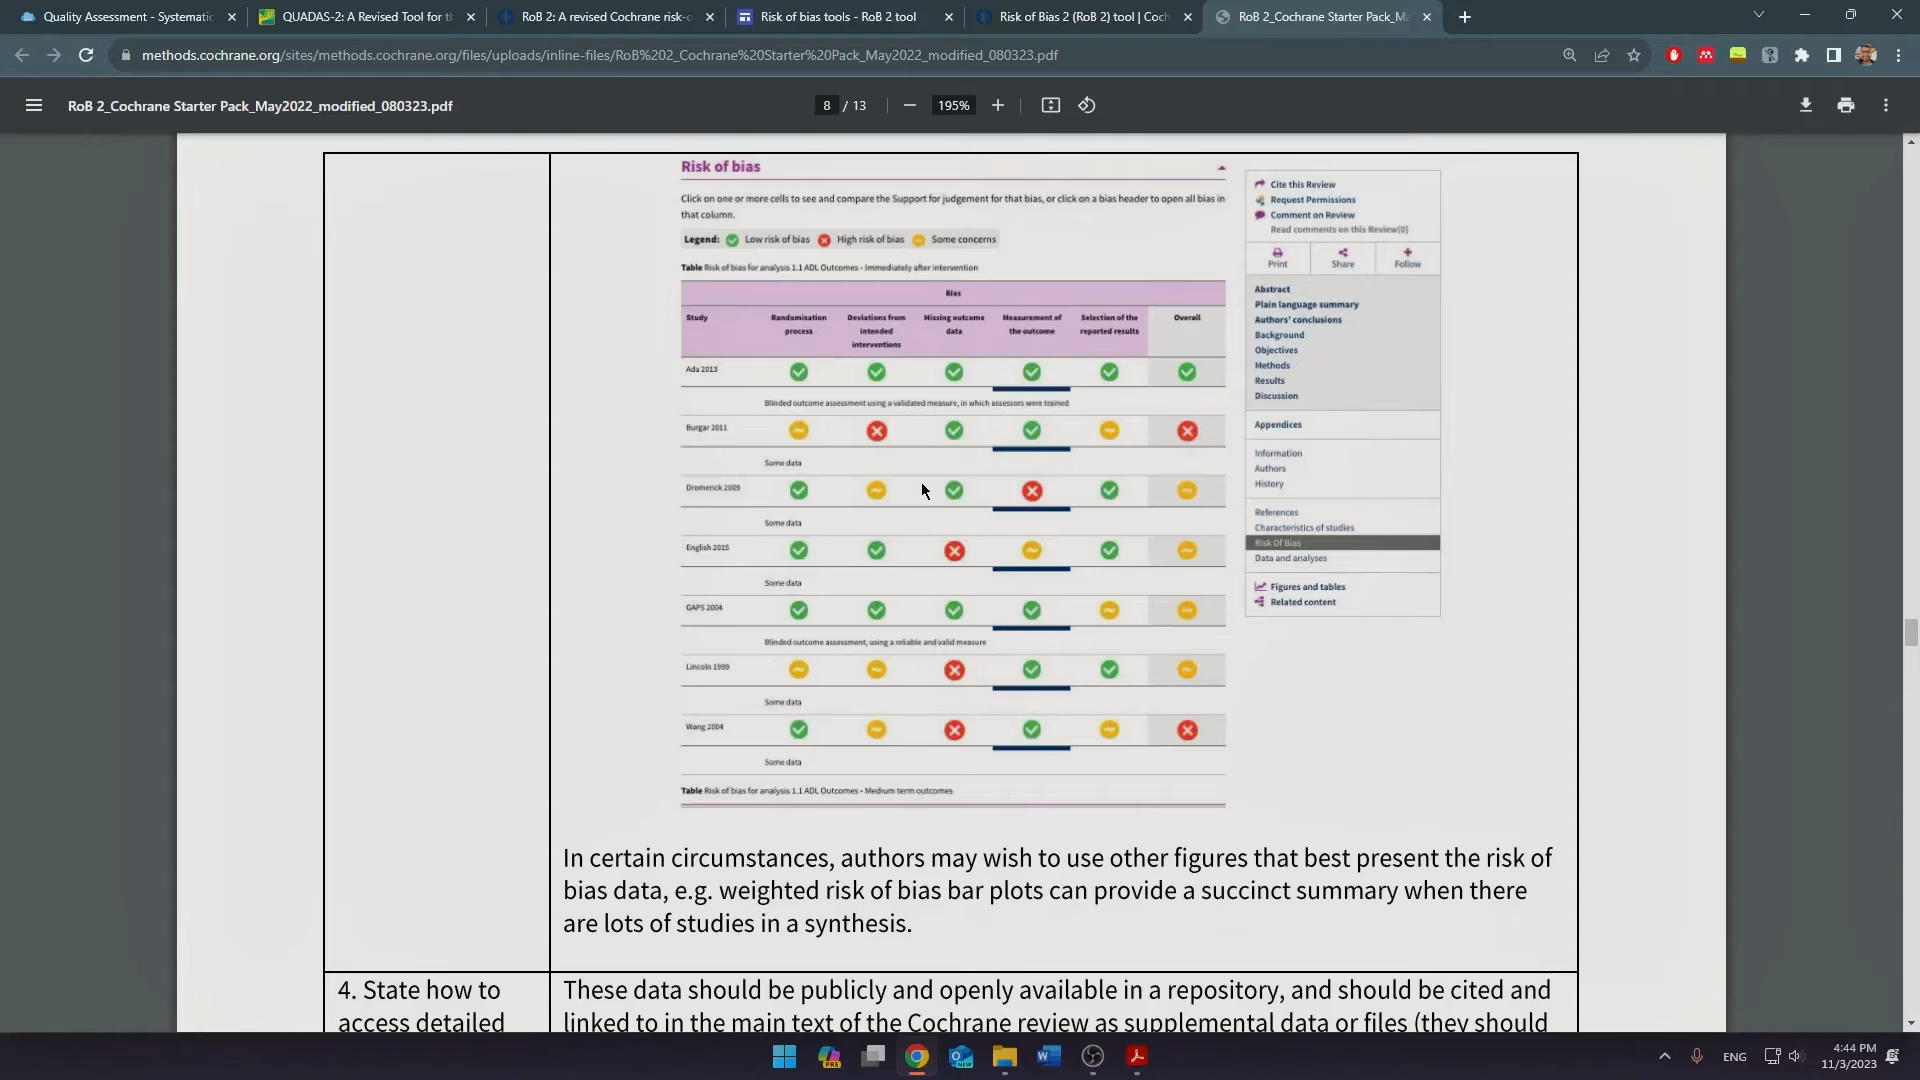 Quality Assessment - Systematic
QUADAS-2: A Revised Tool for th
RoB 2: A revised Cochrane risk-o
Risk of bias tools - RoB 2 tool
Risk of Bias 2 (RoB 2) tool | Coch
RoB 2_Cochrane Starter Pack_Ma
methods.cochrane.org/sites/methods.cochrane.org/files/uploads/inline-files/RoB%202_Cochrane%20Starter%20Pack_May2022_modified_080323.pdf
RoB 2_Cochrane Starter Pack_May2022_modified_080323.pdf
8 / 13
195%
Risk of bias
Click on one or more cells to see and compare the Support for judgement for that bias, or click on a bias header to open all bias in
that column.
Legend: Low risk of bias High risk of bias Some concerns
Table Risk of bias for analysis 1.1 ADL Outcomes - Immediately after intervention
Bias
Study
Randomisation process
Deviations from intended interventions
Missing outcome data
Measurement of the outcome
Selection of the reported results
Overall
Ada 2013
Blinded outcome assessment using a validated measure, in which assessors were trained
Burgar 2011
Some data
Dromerick 2009
Some data
English 2015
Some data
GAPS 2004
Blinded outcome assessment, using a reliable and valid measure
Lincoln 1999
Some data
Wang 2004
Some data
Table Risk of bias for analysis 1.1 ADL Outcomes - Medium term outcomes
Cite this Review
Request Permissions
Comment on Review
Read comments on this Review(0)
Print
Share
Follow
Abstract
Plain language summary
Authors' conclusions
Background
Objectives
Methods
Results
Discussion
Appendices
Information
Authors
History
References
Characteristics of studies
Risk Of Bias
Data and analyses
Figures and tables
Related content
In certain circumstances, authors may wish to use other figures that best present the risk of
bias data, e.g. weighted risk of bias bar plots can provide a succinct summary when there
are lots of studies in a synthesis.
4. State how to
access detailed
These data should be publicly and openly available in a repository, and should be cited and
linked to in the main text of the Cochrane review as supplemental data or files (they should
PRE
NEW
ENG
4:44 PM
11/3/2023